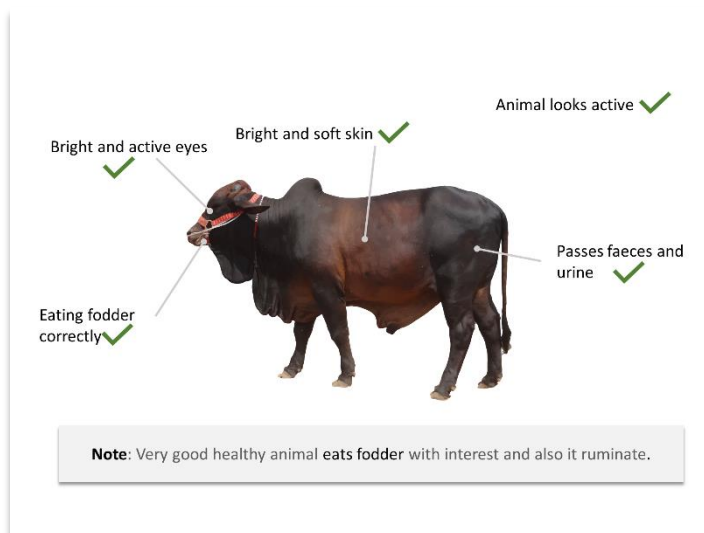 Animal looks active
Bright and soft skin
Bright and active eyes
Passes faeces and
urine
Eating fodder
correctly
Note: Very good healthy animal eats fodder with interest and also it ruminate.